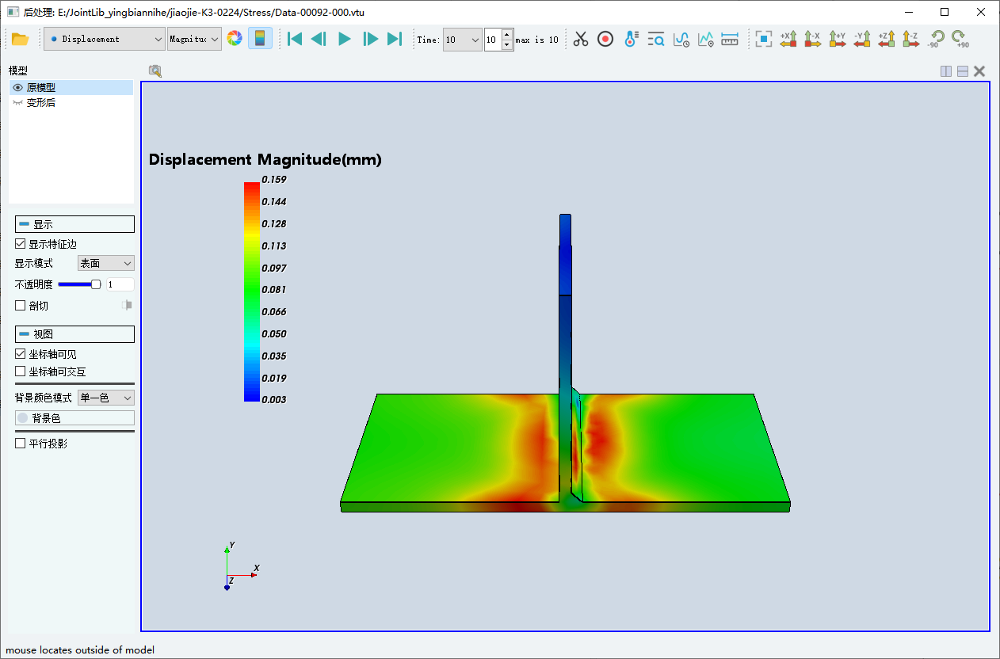 后处理: E:/JointLib_yingbiannihe/jiaojie-K3-0224/Stress/Data-00092-000.vtu
Displacement
Magnituc
Time: 10 10 max is 10
+X
-X
+Y
-Y
+Z
-Z
-90
+90
模型
原模型
变形后
显示
显示特征边
显示模式 表面
不透明度 1
剖切
视图
坐标轴可见
坐标轴可交互
背景颜色模式 单一色
背景色
平行投影
Displacement Magnitude(mm)
0.159
0.144
0.128
0.113
0.097
0.081
0.066
0.050
0.035
0.019
0.003
Y
X
Z
mouse locates outside of model